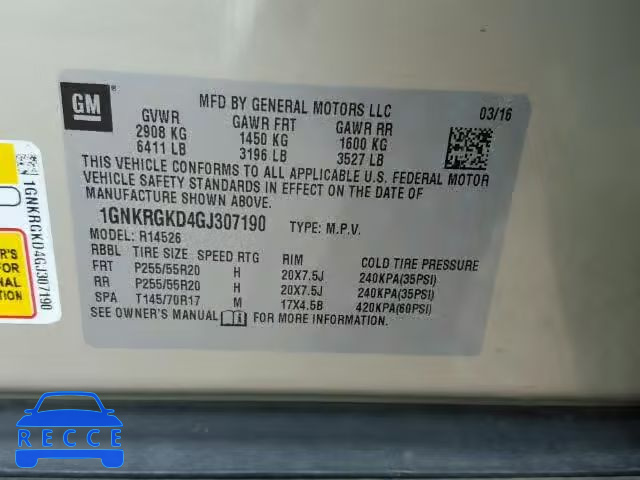 GM
MFD BY GENERAL MOTORS LLC
03/16
GVWR GAWR FRT GAWR RR
2908 KG 1450 KG 1600 KG
6411 LB 3196 LB 3527 LB
THIS VEHICLE CONFORMS TO ALL APPLICABLE U.S. FEDERAL MOTOR
VEHICLE SAFETY STANDARDS IN EFFECT ON THE DATE OF
MANUFACTURE SHOWN ABOVE.
1GNKRGKD4GJ307190 TYPE: M.P.V.
MODEL: R14526
RBBL TIRE SIZE SPEED RTG RIM COLD TIRE PRESSURE
FRT P255/55R20 H 20X7.5J 240KPA(35PSI)
RR P255/55R20 H 20X7.5J 240KPA(35PSI)
SPA T145/70R17 M 17X4.5B 420KPA(60PSI)
SEE OWNER'S MANUAL FOR MORE INFORMATION.
1GNKRGKD4GJ307190
R'S
FOR
ATION
RECCE